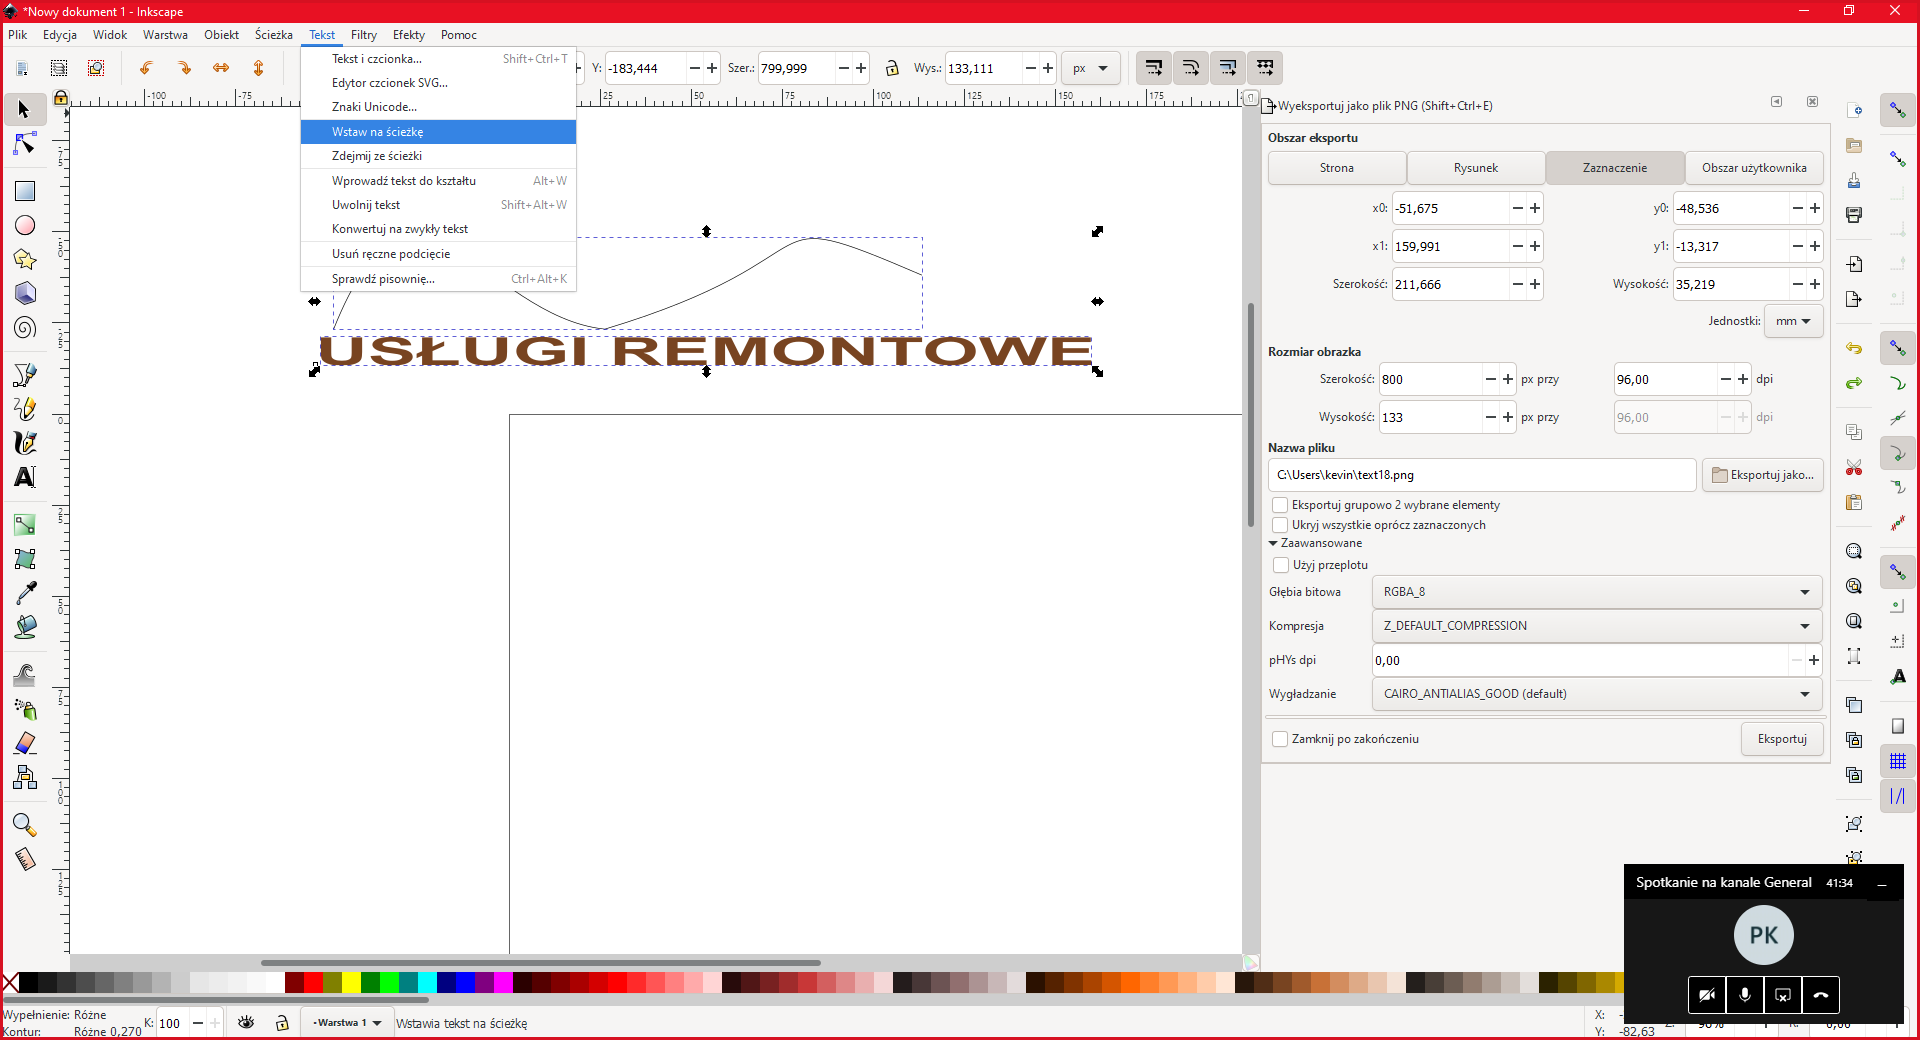 *Nowy dokument 1 - Inkscape
Plik Edycja Widok Warstwa Obiekt Ścieżka Tekst Filtry Efekty Pomoc
Y: -183,444 Szer.: 799,999 Wys.: 133,111 px
Tekst i czcionka... Shift+Ctrl+T
Edytor czcionek SVG...
Znaki Unicode...
Wstaw na ścieżkę
Zdejmij ze ścieżki
Wprowadź tekst do kształtu Alt+W
Uwolnij tekst Shift+Alt+W
Konwertuj na zwykły tekst
Usuń ręczne podcięcie
Sprawdź pisownię... Ctrl+Alt+K
-100 -75 25 50 75 100 125 150 175
USŁUGI REMONTOWE
Wyeksportuj jako plik PNG (Shift+Ctrl+E)
Obszar eksportu
Strona Rysunek Zaznaczenie Obszar użytkownika
x0: -51,675 y0: -48,536
x1: 159,991 y1: -13,317
Szerokość: 211,666 Wysokość: 35,219
Jednostki: mm
Rozmiar obrazka
Szerokość: 800 px przy 96,00 dpi
Wysokość: 133 px przy 96,00 dpi
Nazwa pliku
C:\Users\kevin\text18.png Eksportuj jako...
Eksportuj grupowo 2 wybrane elementy
Ukryj wszystkie oprócz zaznaczonych
Zaawansowane
Użyj przeplotu
Głębia bitowa RGBA_8
Kompresja Z_DEFAULT_COMPRESSION
pHYs dpi 0,00
Wygładzanie CAIRO_ANTIALIAS_GOOD (default)
Zamknij po zakończeniu Eksportuj
Spotkanie na kanale General 41:34
PK
Wypełnienie: Różne
Kontur: Różne 0,270
K: 100
Warstwa 1
Wstawia tekst na ścieżkę
X: -
Y: -82,63